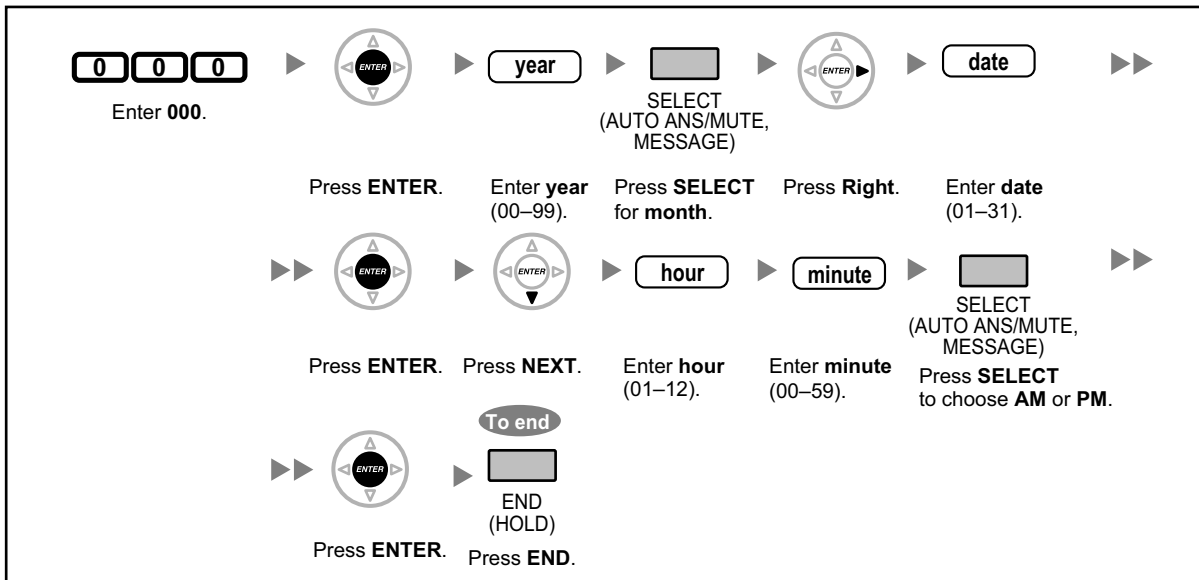 0 0 0
Enter 000.
ENTER
Press ENTER.
year
Enter year
(00–99).
SELECT
(AUTO ANS/MUTE,
MESSAGE)
Press SELECT
for month.
ENTER
Press Right.
date
Enter date
(01–31).
ENTER
Press ENTER.
ENTER
Press NEXT.
hour
Enter hour
(01–12).
minute
Enter minute
(00–59).
SELECT
(AUTO ANS/MUTE,
MESSAGE)
Press SELECT
to choose AM or PM.
ENTER
Press ENTER.
To end
END
(HOLD)
Press END.